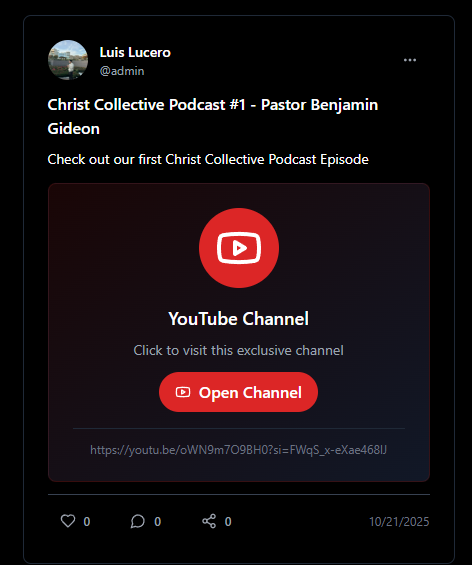 Luis Lucero
@admin
Christ Collective Podcast #1 - Pastor Benjamin
Gideon
Check out our first Christ Collective Podcast Episode
YouTube Channel
Click to visit this exclusive channel
Open Channel
https://youtu.be/oWN9m7O9BH0?si=FWqS_x-eXae468lJ
0 0 0 10/21/2025